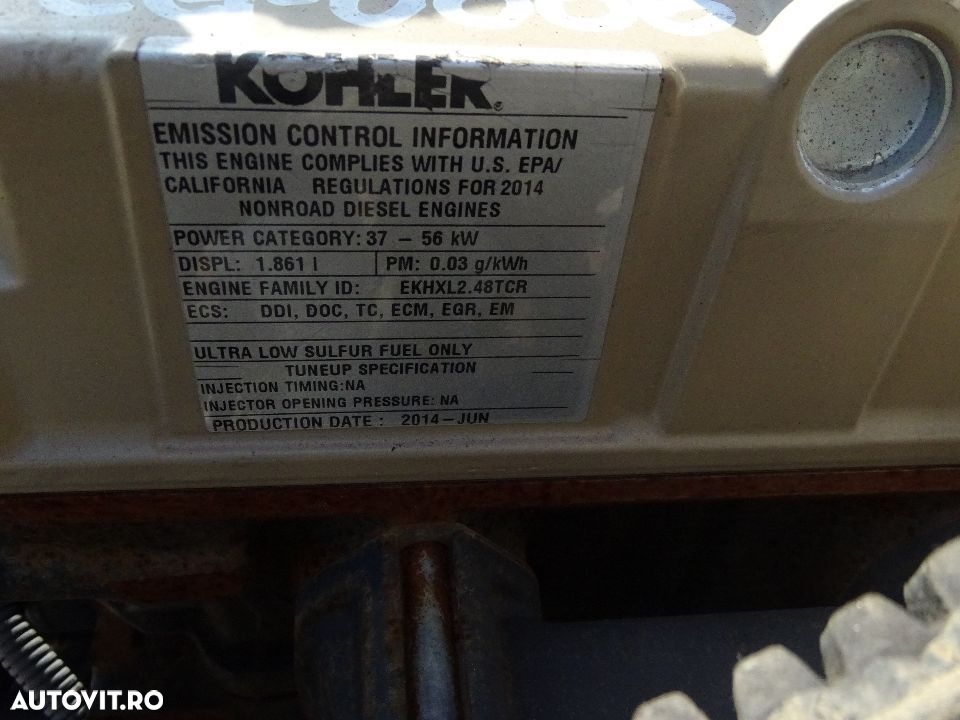 KOHLER®
EMISSION CONTROL INFORMATION
THIS ENGINE COMPLIES WITH U.S. EPA/
CALIFORNIA REGULATIONS FOR 2014
NONROAD DIESEL ENGINES
POWER CATEGORY: 37 – 56 kW
DISPL: 1.861 l PM: 0.03 g/kWh
ENGINE FAMILY ID: EKHXL2.48TCR
ECS: DDI, DOC, TC, ECM, EGR, EM
ULTRA LOW SULFUR FUEL ONLY
TUNEUP SPECIFICATION
INJECTION TIMING:NA
INJECTOR OPENING PRESSURE: NA
PRODUCTION DATE : 2014–JUN
AUTOVIT.RO